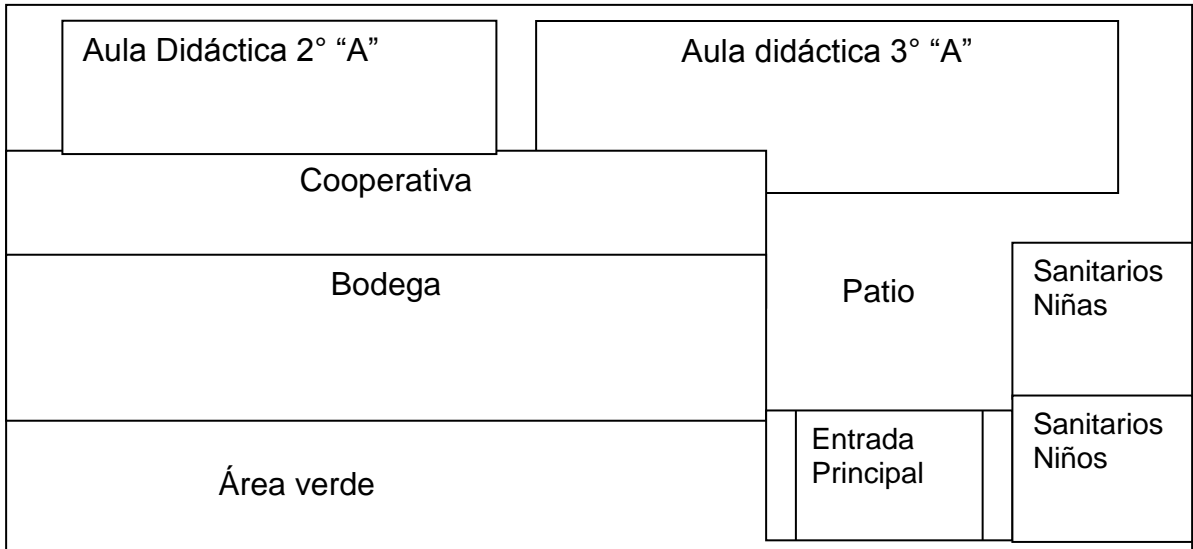 Aula Didáctica 2° “A”
Aula didáctica 3° “A”
Cooperativa
Bodega
Patio
Sanitarios
Niñas
Área verde
Entrada
Principal
Sanitarios
Niños